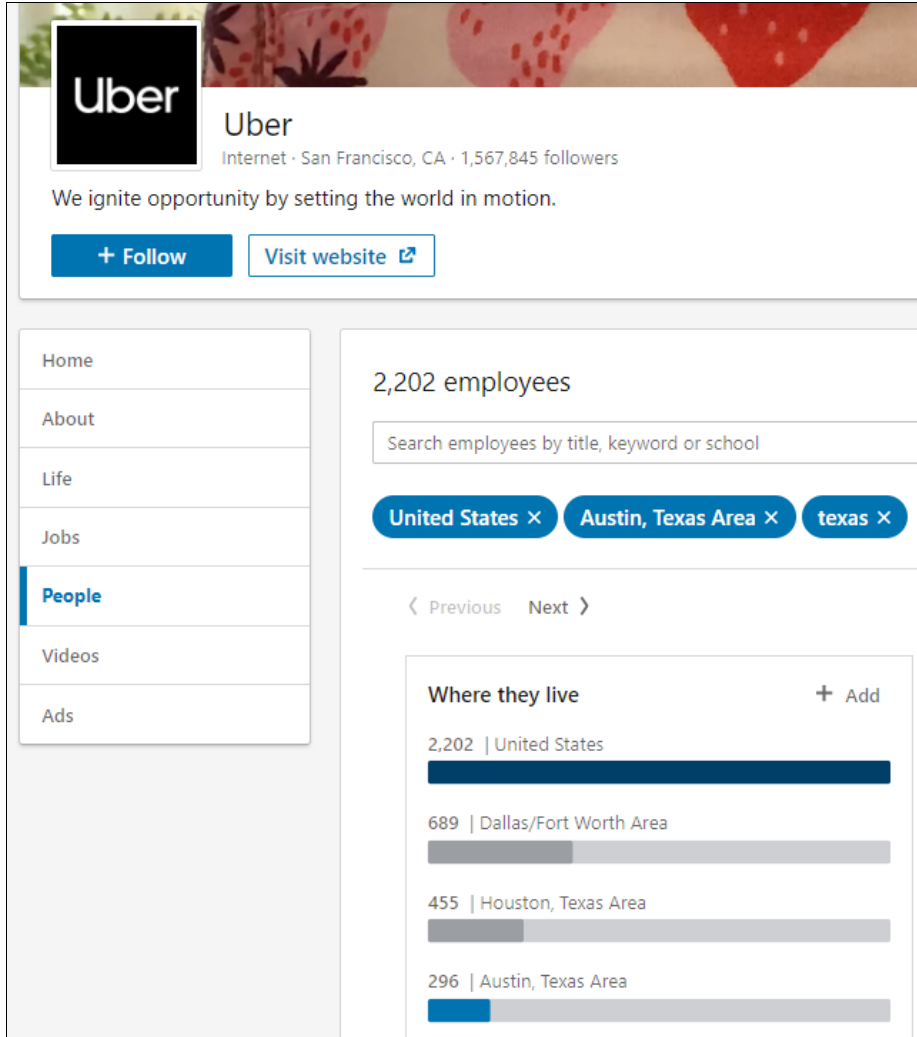 Uber
Uber
Internet · San Francisco, CA · 1,567,845 followers
We ignite opportunity by setting the world in motion.
+ Follow
Visit website
Home
About
Life
Jobs
People
Videos
Ads
2,202 employees
Search employees by title, keyword or school
United States ×
Austin, Texas Area ×
texas ×
Previous Next
Where they live + Add
2,202 | United States
689 | Dallas/Fort Worth Area
455 | Houston, Texas Area
296 | Austin, Texas Area